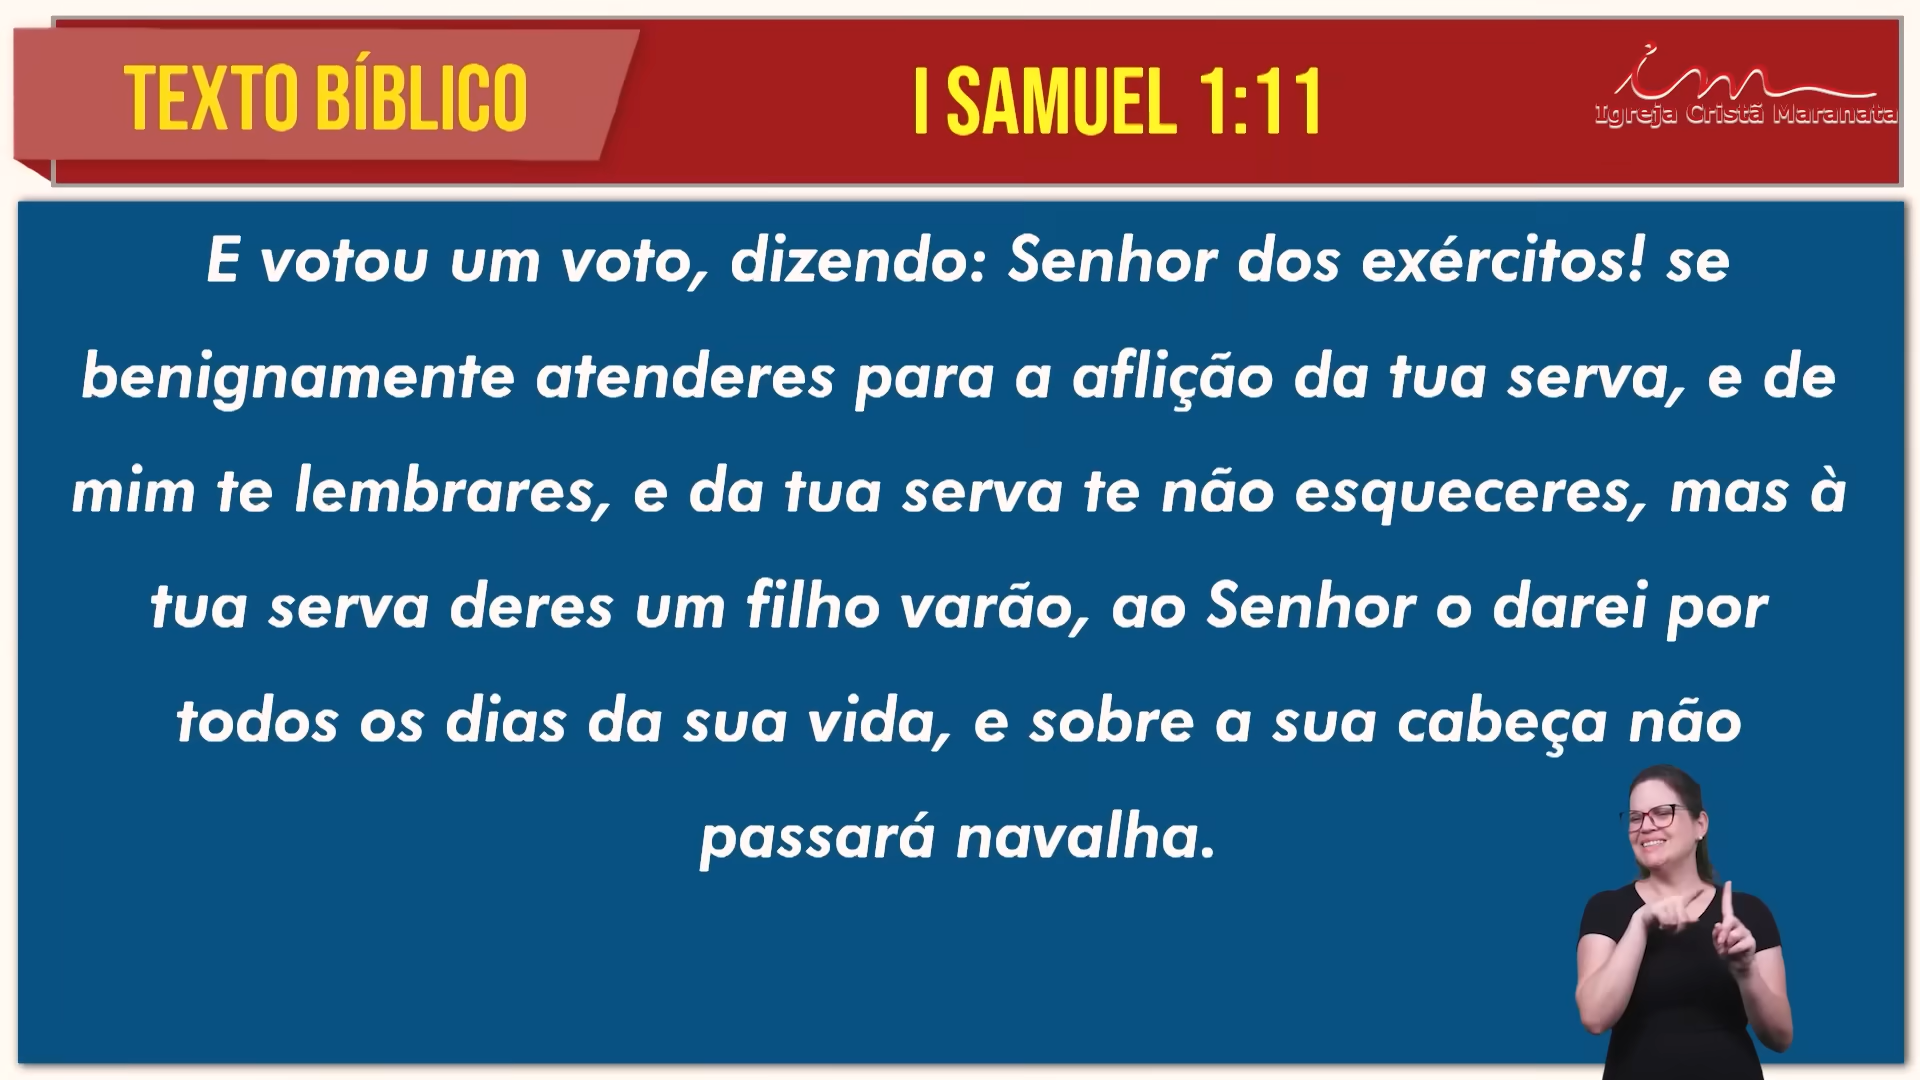 TEXTO BÍBLICO
I SAMUEL 1:11
im
Igreja Cristã Maranata
E votou um voto, dizendo: Senhor dos exércitos! se
benignamente atenderes para a aflição da tua serva, e de
mim te lembrares, e da tua serva te não esqueceres, mas à
tua serva deres um filho varão, ao Senhor o darei por
todos os dias da sua vida, e sobre a sua cabeça não
passará navalha.